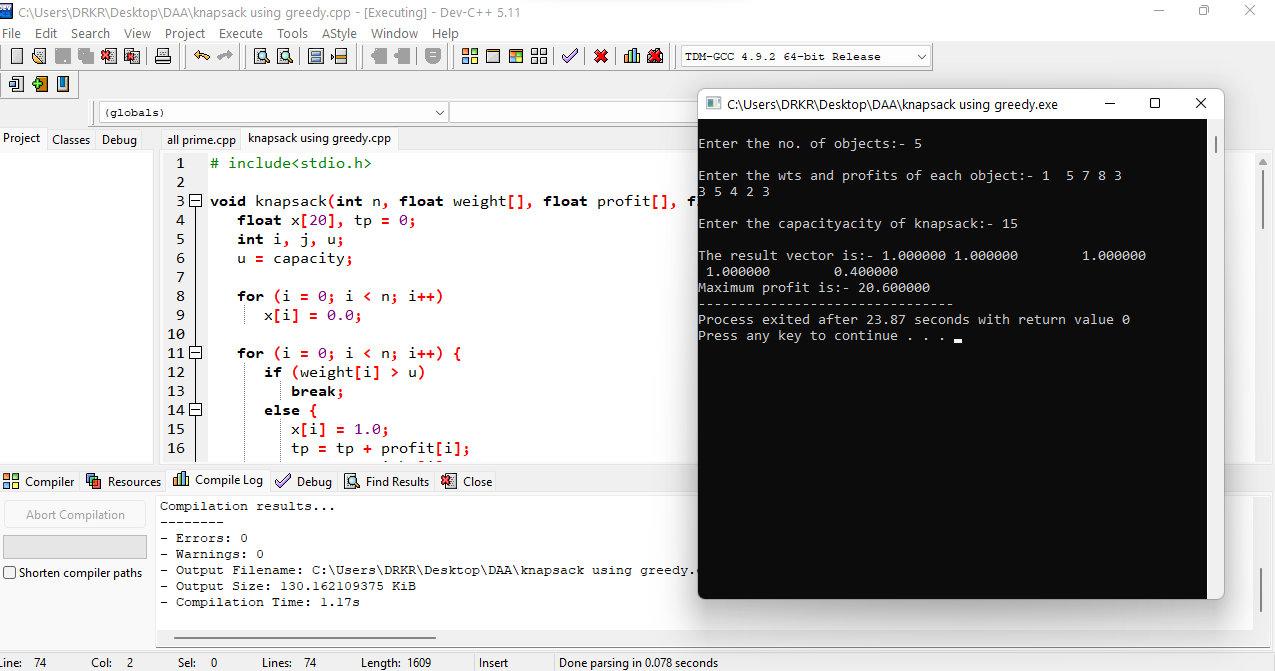 C:\Users\DRKR\Desktop\DAA\knapsack using greedy.cpp - [Executing] - Dev-C++ 5.11
File Edit Search View Project Execute Tools AStyle Window Help
TDM-GCC 4.9.2 64-bit Release
(globals)
Project Classes Debug
all prime.cpp knapsack using greedy.cpp
1 # include<stdio.h>
2
3 void knapsack(int n, float weight[], float profit[], f
4 float x[20], tp = 0;
5 int i, j, u;
6 u = capacity;
7
8 for (i = 0; i < n; i++)
9 x[i] = 0.0;
10
11 for (i = 0; i < n; i++) {
12 if (weight[i] > u)
13 break;
14 else {
15 x[i] = 1.0;
16 tp = tp + profit[i];
C:\Users\DRKR\Desktop\DAA\knapsack using greedy.exe
Enter the no. of objects:- 5
Enter the wts and profits of each object:- 1  5 7 8 3
3 5 4 2 3
Enter the capacityacity of knapsack:- 15
The result vector is:- 1.000000 1.000000 1.000000
1.000000 0.400000
Maximum profit is:- 20.600000
--------------------------------
Process exited after 23.87 seconds with return value 0
Press any key to continue . . .
Compiler Resources Compile Log Debug Find Results Close
Abort Compilation
Shorten compiler paths
Compilation results...
--------
- Errors: 0
- Warnings: 0
- Output Filename: C:\Users\DRKR\Desktop\DAA\knapsack using greedy.
- Output Size: 130.162109375 KiB
- Compilation Time: 1.17s
Line: 74 Col: 2 Sel: 0 Lines: 74 Length: 1609 Insert Done parsing in 0.078 seconds